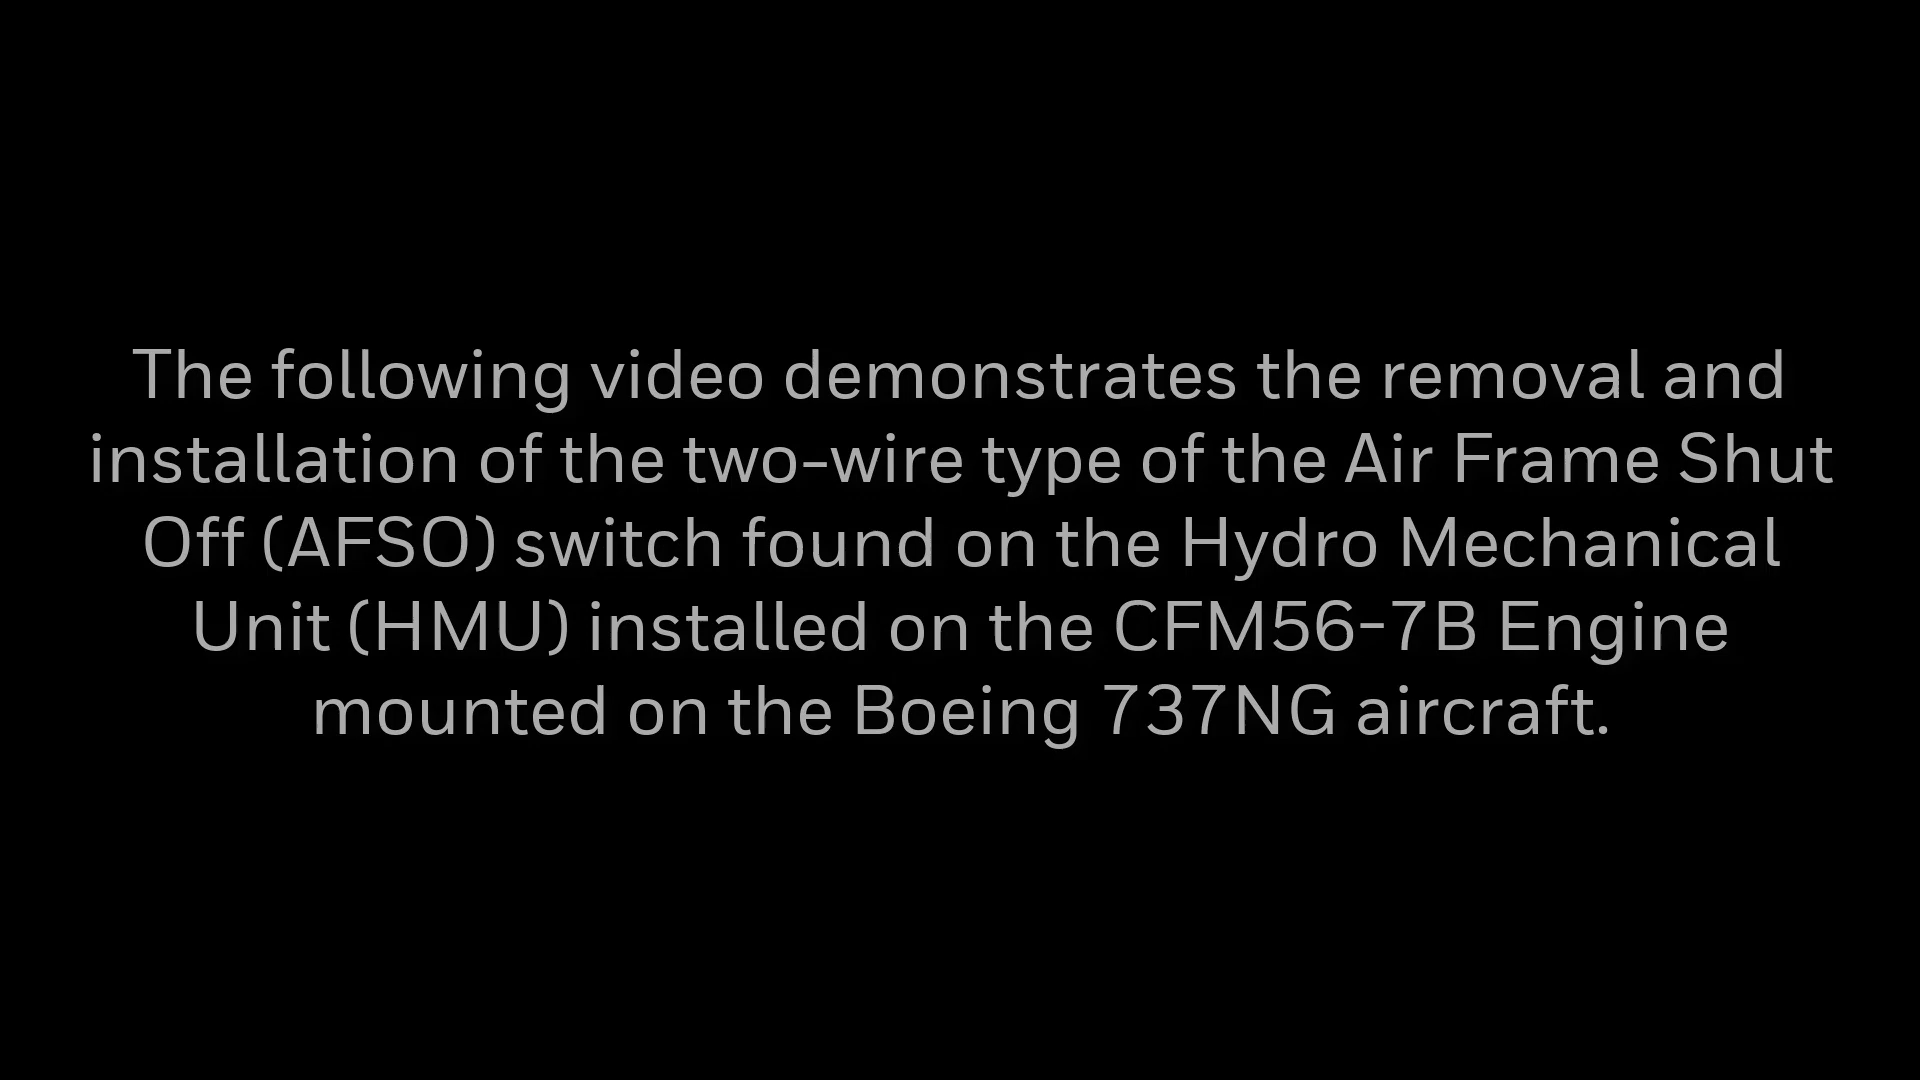 The following video demonstrates the removal and
installation of the two-wire type of the Air Frame Shut
Off (AFSO) switch found on the Hydro Mechanical
Unit (HMU) installed on the CFM56-7B Engine
mounted on the Boeing 737NG aircraft.